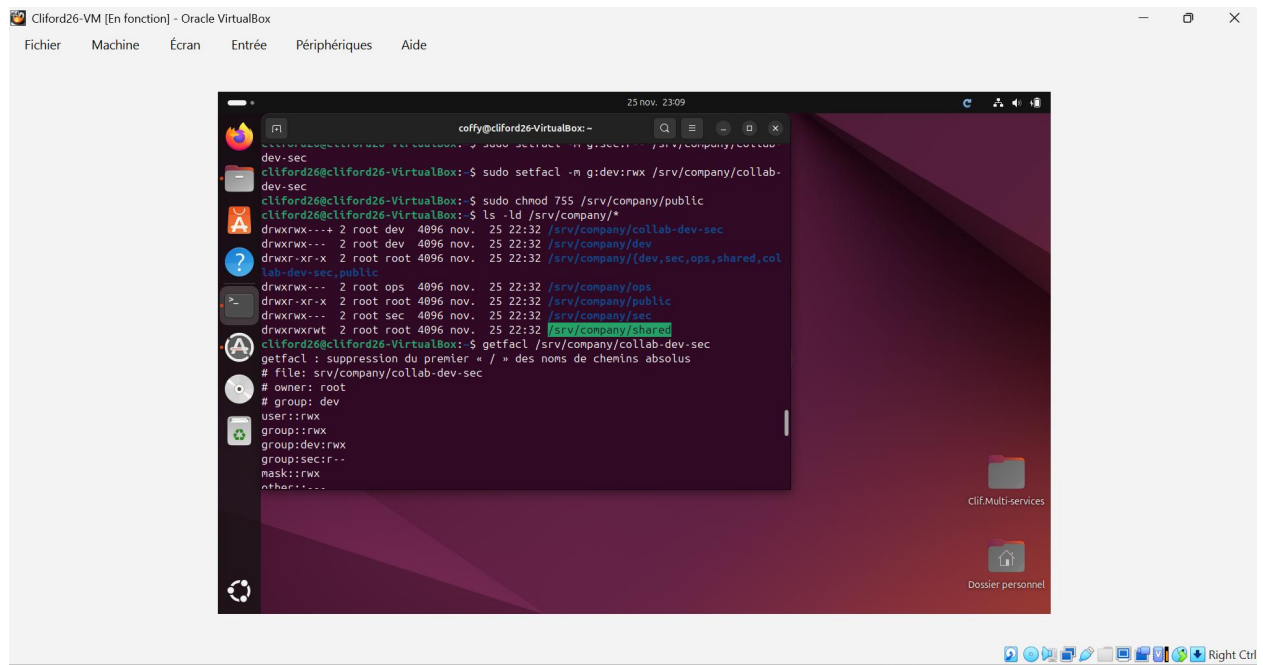 Cliford26-VM [En fonction] - Oracle VirtualBox
Fichier Machine Écran Entrée Périphériques Aide
25 nov. 23:09
coffy@cliford26-VirtualBox: ~
dev-sec
cliford26@cliford26-VirtualBox:~$ sudo setfacl -m g:dev:rwx /srv/company/collab-
dev-sec
cliford26@cliford26-VirtualBox:~$ sudo chmod 755 /srv/company/public
cliford26@cliford26-VirtualBox:~$ ls -ld /srv/company/*
drwxrwx---+ 2 root dev 4096 nov. 25 22:32 /srv/company/collab-dev-sec
drwxrwx--- 2 root dev 4096 nov. 25 22:32 /srv/company/dev
drwxr-xr-x 2 root root 4096 nov. 25 22:32 /srv/company/{dev,sec,ops,shared,col
lab-dev-sec,public
drwxrwx--- 2 root ops 4096 nov. 25 22:32 /srv/company/ops
drwxr-xr-x 2 root root 4096 nov. 25 22:32 /srv/company/public
drwxrwx--- 2 root sec 4096 nov. 25 22:32 /srv/company/sec
drwxrwxrwt 2 root root 4096 nov. 25 22:32 /srv/company/shared
cliford26@cliford26-VirtualBox:~$ getfacl /srv/company/collab-dev-sec
getfacl : suppression du premier « / » des noms de chemins absolus
# file: srv/company/collab-dev-sec
# owner: root
# group: dev
user::rwx
group::rwx
group:dev:rwx
group:sec:r--
mask::rwx
other::---
Clif.Multi-services
Dossier personnel
Right Ctrl